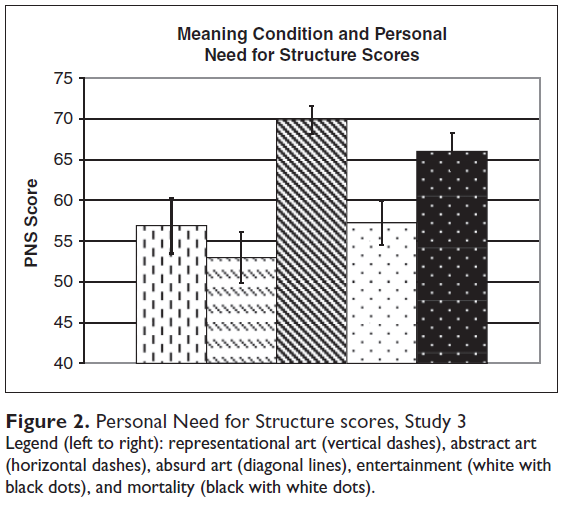 Meaning Condition and Personal
Need for Structure Scores
75
70
65
60
55
50
45
40
PNS Score
Figure 2. Personal Need for Structure scores, Study 3
Legend (left to right): representational art (vertical dashes), abstract art
(horizontal dashes), absurd art (diagonal lines), entertainment (white with
black dots), and mortality (black with white dots).